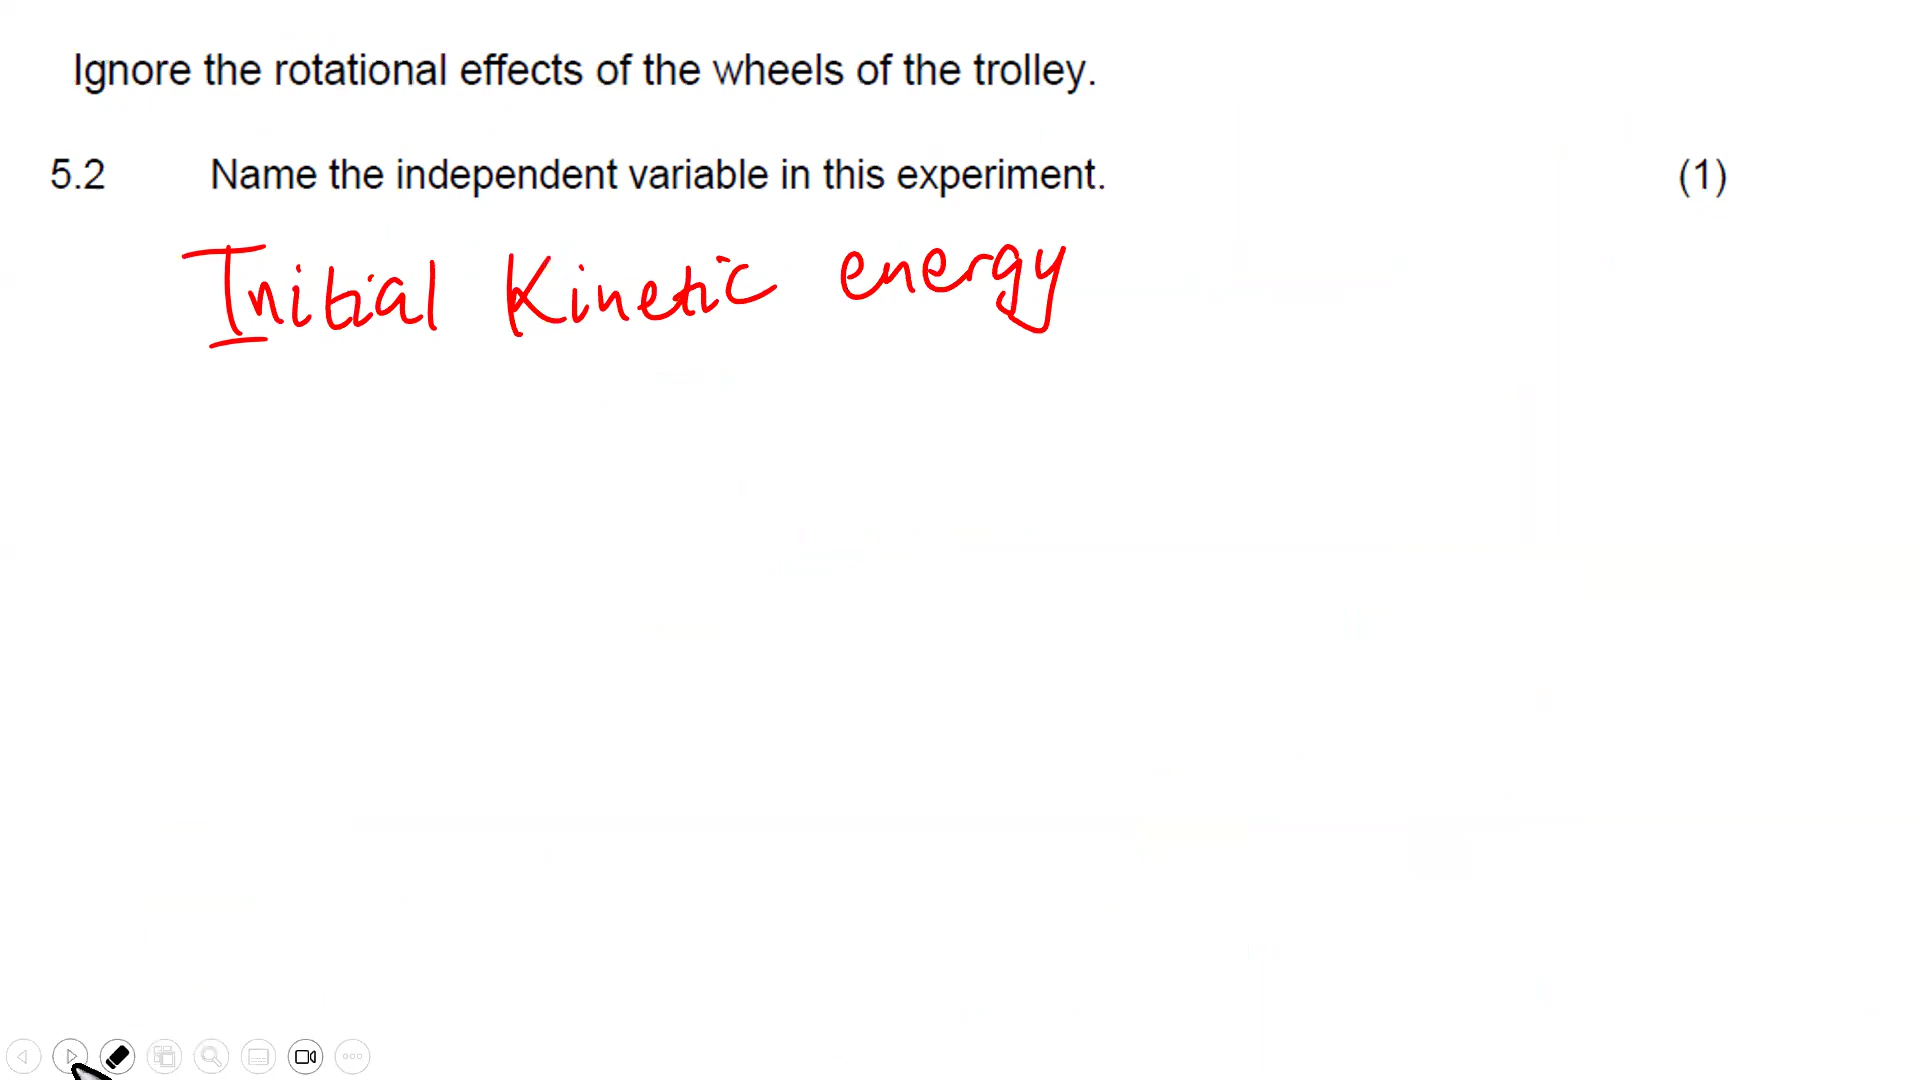 Ignore the rotational effects of the wheels of the trolley.
5.2 Name the independent variable in this experiment. (1)
Initial Kinetic energy